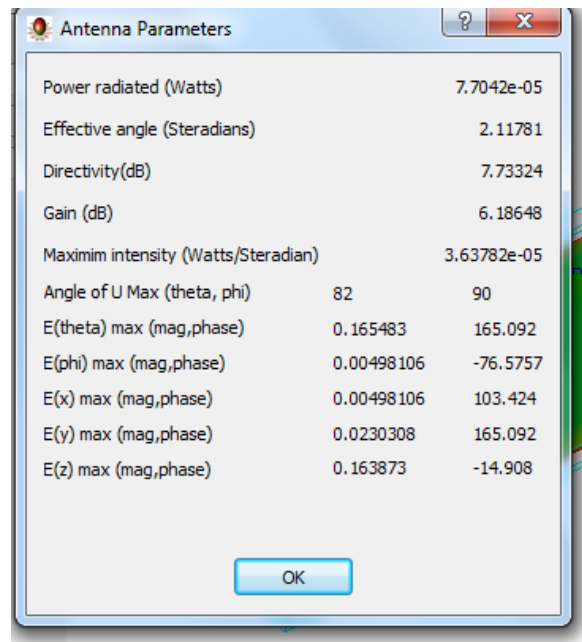 Antenna Parameters
Power radiated (Watts) 7.7042e-05
Effective angle (Steradians) 2.11781
Directivity(dB) 7.73324
Gain (dB) 6.18648
Maximim intensity (Watts/Steradian) 3.63782e-05
Angle of U Max (theta, phi) 82 90
E(theta) max (mag,phase) 0.165483 165.092
E(phi) max (mag,phase) 0.00498106 -76.5757
E(x) max (mag,phase) 0.00498106 103.424
E(y) max (mag,phase) 0.0230308 165.092
E(z) max (mag,phase) 0.163873 -14.908
OK